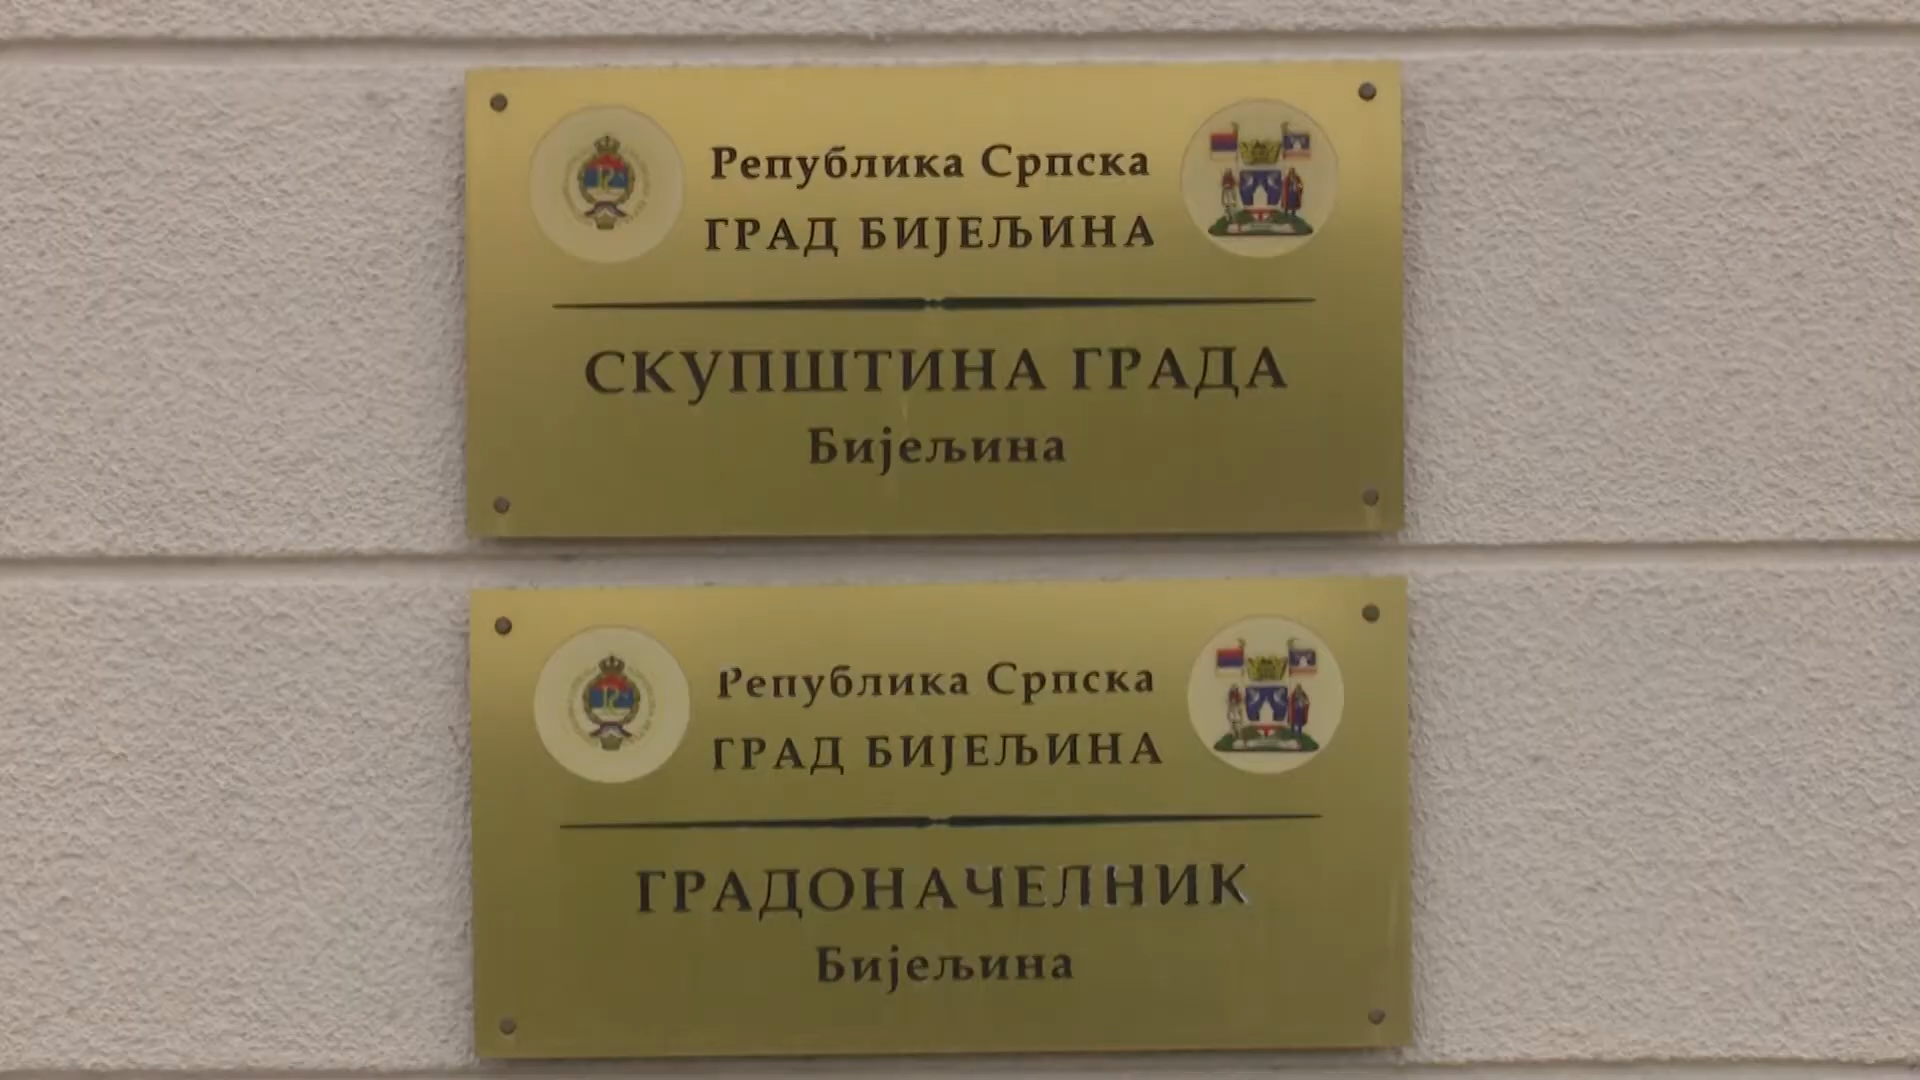 Република Српска
ГРАД БИЈЕЉИНА
СКУПШТИНА ГРАДА
Бијељина
Република Српска
ГРАД БИЈЕЉИНА
ГРАДОНАЧЕЛНИК
Бијељина